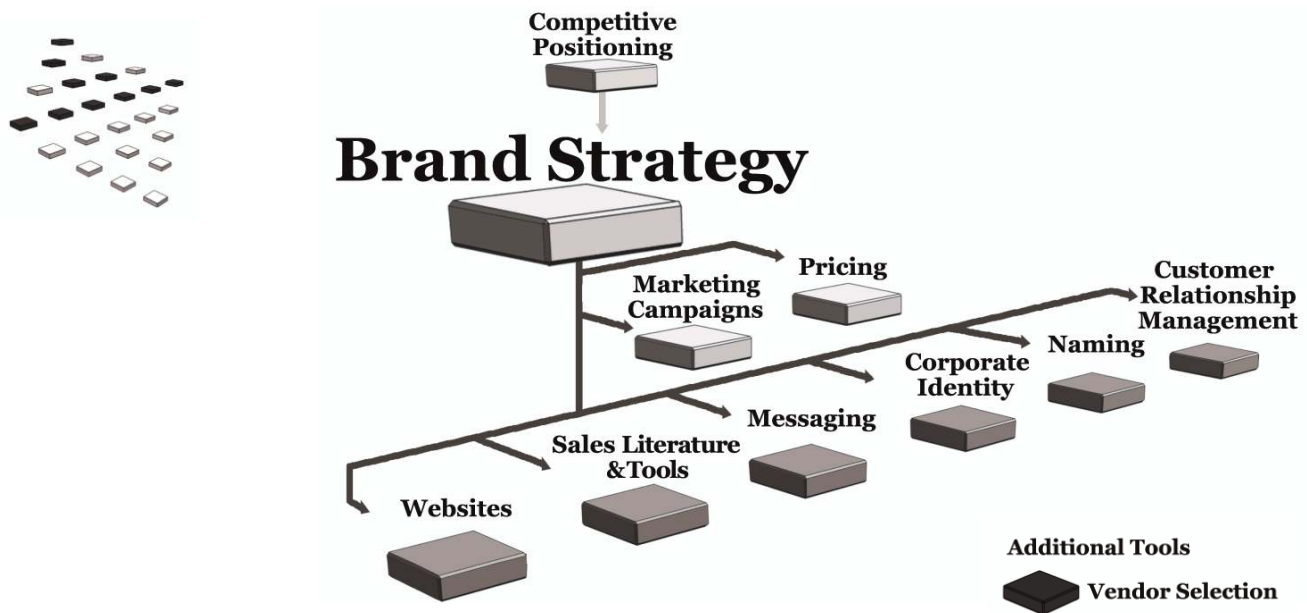 Competitive
Positioning
Brand Strategy
Pricing
Marketing
Campaigns
Customer
Relationship
Management
Naming
Corporate
Identity
Messaging
Sales Literature
&Tools
Websites
Additional Tools
Vendor Selection